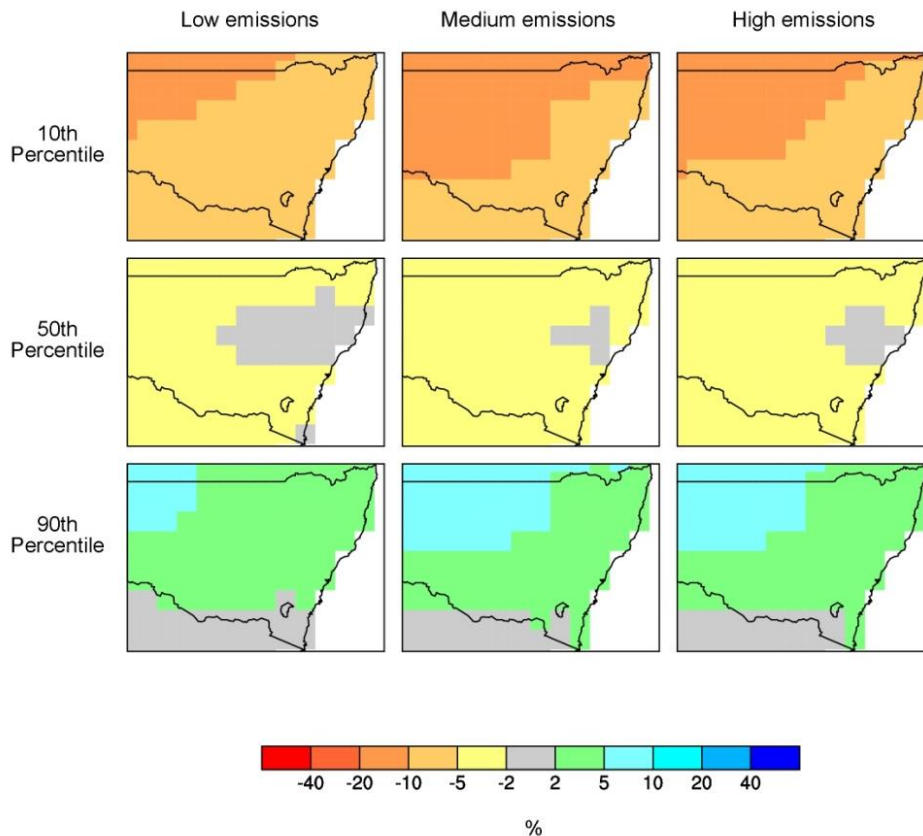 Low emissions Medium emissions High emissions
10th
Percentile
50th
Percentile
90th
Percentile
-40 -20 -10 -5 -2 2 5 10 20 40
%